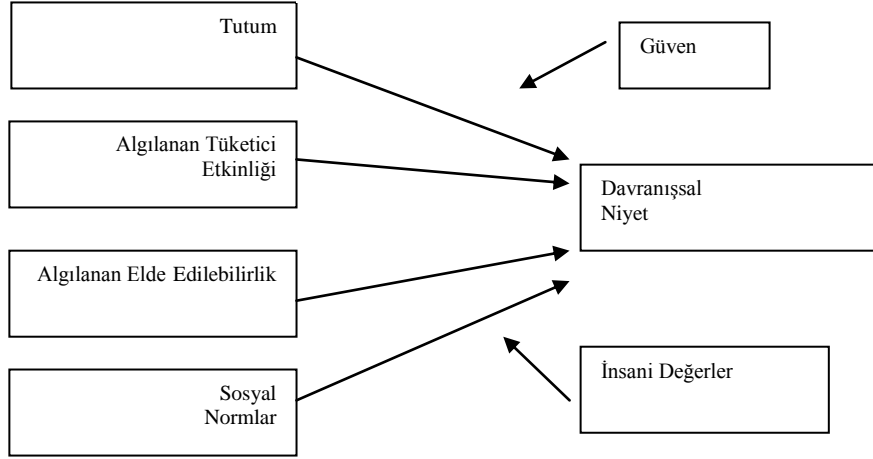 Tutum
Güven
Algılanan Tüketici
Etkinliği
Davranışsal
Niyet
Algılanan Elde Edilebilirlik
İnsani Değerler
Sosyal
Normlar